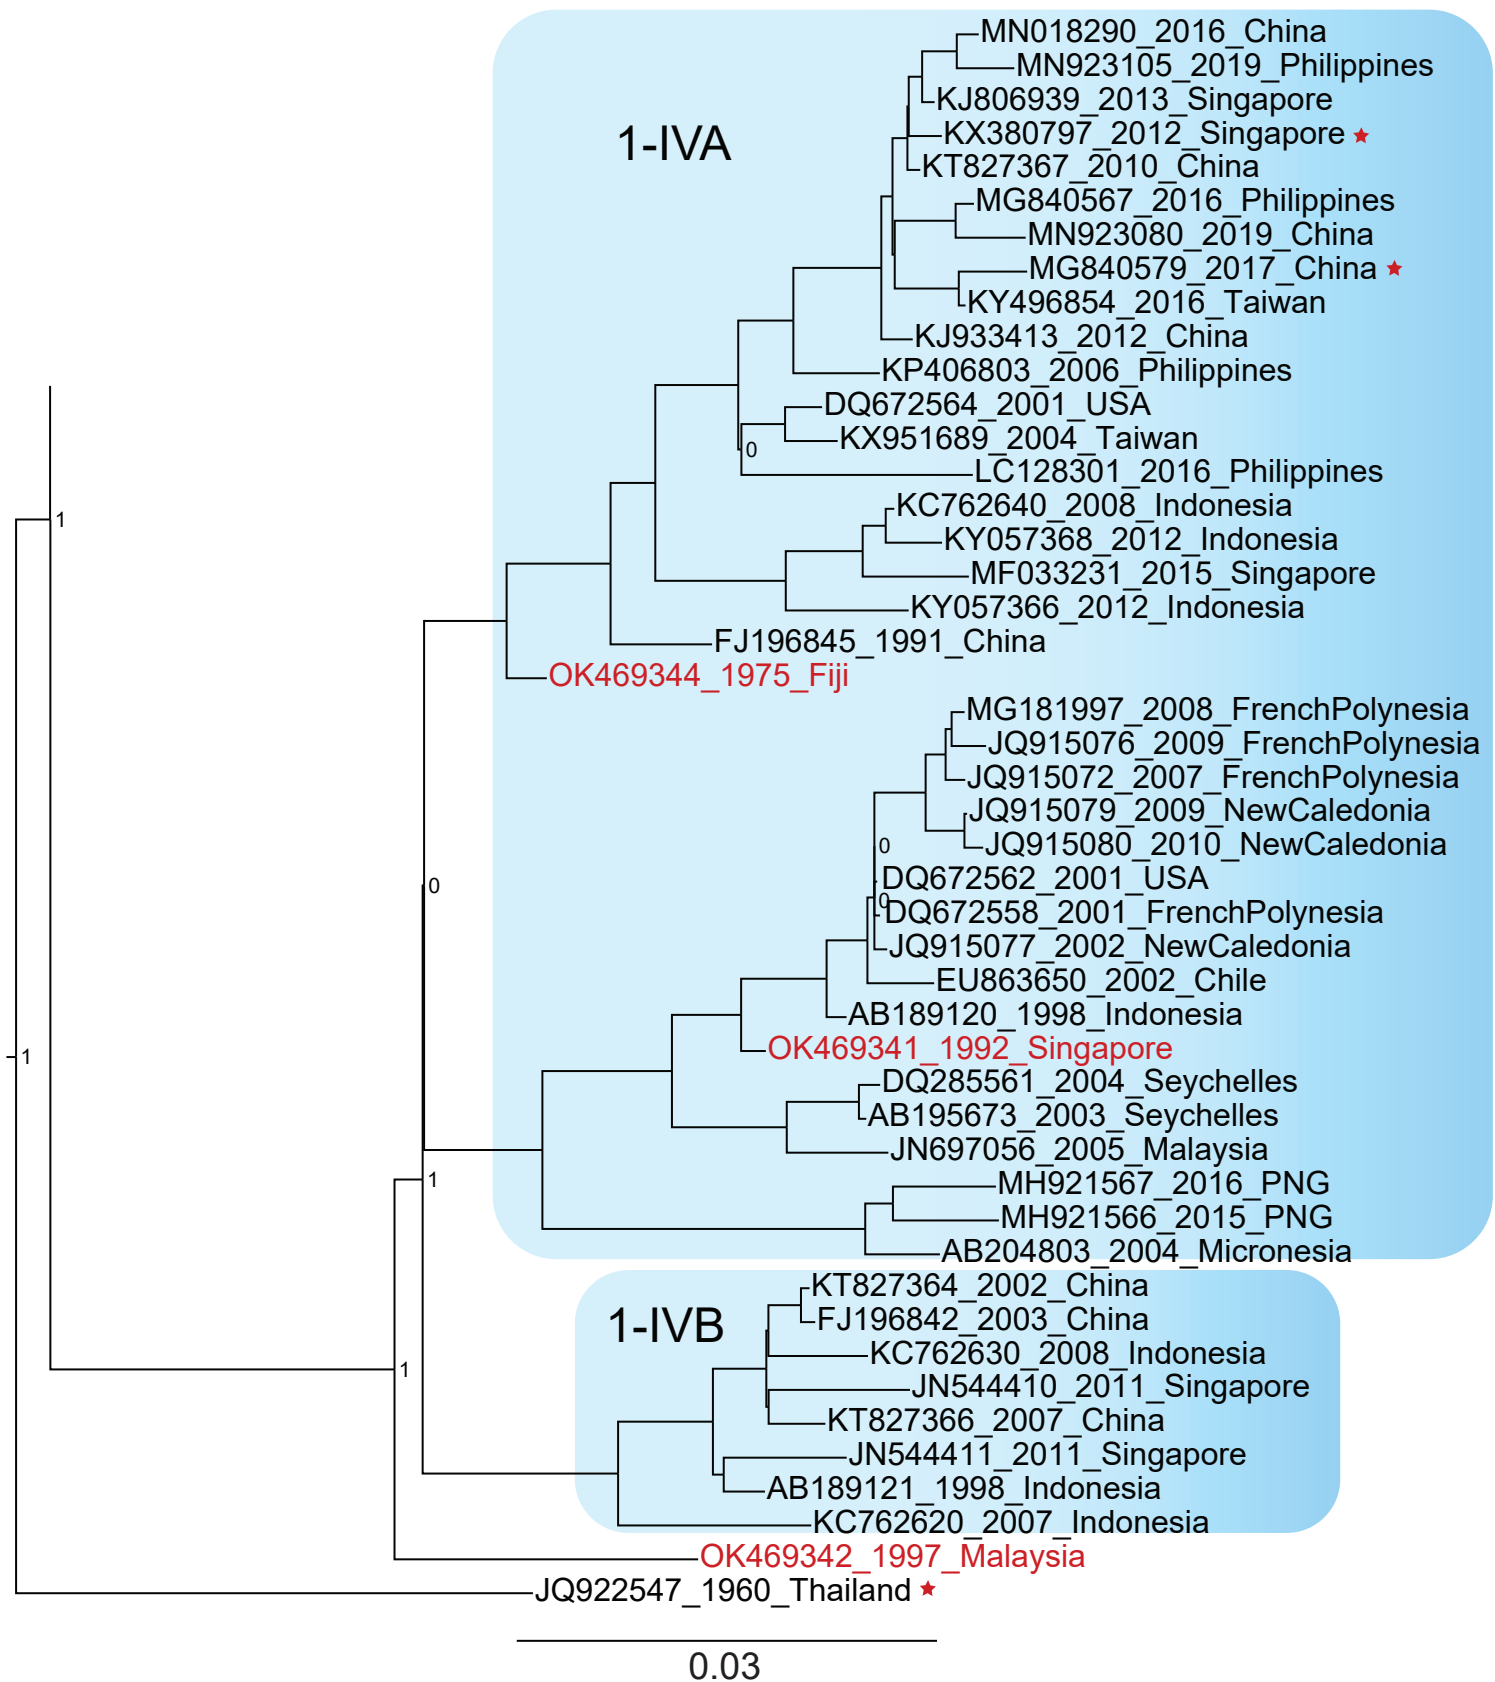 MN018290_2016_China
MN923105_2019_Philippines
KJ806939_2013_Singapore
1-IVA
KX380797_2012_Singapore
KT827367_2010_China
MG840567_2016_Philippines
MN923080_2019_China
MG840579_2017_China
KY496854_2016_Taiwan
KJ933413_2012_China
KP406803_2006_Philippines
DQ672564_2001_USA
KX951689_2004_Taiwan
0
LC128301_2016_Philippines
KC762640_2008_Indonesia
1
KY057368_2012_Indonesia
MF033231_2015_Singapore
KY057366_2012_Indonesia
FJ196845_1991_China
OK469344_1975_Fiji
MG181997_2008_FrenchPolynesia
JQ915076_2009_FrenchPolynesia
JQ915072_2007_FrenchPolynesia
JQ915079_2009_NewCaledonia
JQ915080_2010_NewCaledonia
0
DQ672562_2001_USA
0
0
DQ672558_2001_FrenchPolynesia
JQ915077_2002_NewCaledonia
EU863650_2002_Chile
AB189120_1998_Indonesia
OK469341_1992_Singapore
1
DQ285561_2004_Seychelles
AB195673_2003_Seychelles
JN697056_2005_Malaysia
1
MH921567_2016_PNG
MH921566_2015_PNG
AB204803_2004_Micronesia
KT827364_2002_China
1-IVB
FJ196842_2003_China
KC762630_2008_Indonesia
1
JN544410_2011_Singapore
KT827366_2007_China
JN544411_2011_Singapore
AB189121_1998_Indonesia
KC762620_2007_Indonesia
OK469342_1997_Malaysia
JQ922547_1960_Thailand
0.03